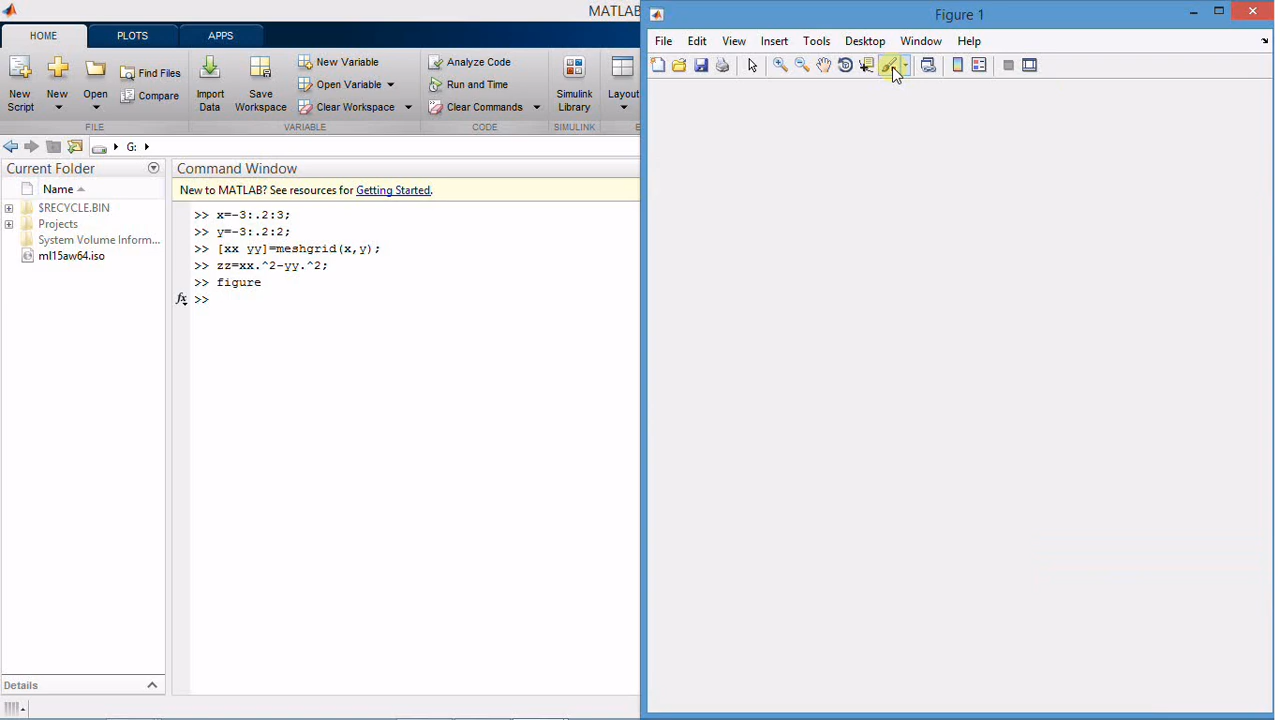 MATLAB
HOME
PLOTS
APPS
New Script
New
Open
Find Files
Compare
FILE
Import Data
Save Workspace
New Variable
Open Variable
Clear Workspace
VARIABLE
Analyze Code
Run and Time
Clear Commands
CODE
Simulink Library
SIMULINK
Layout
E
G:
Current Folder
Name
$RECYCLE.BIN
Projects
System Volume Inform...
ml15aw64.iso
Details
Command Window
New to MATLAB? See resources for Getting Started.
>> x=-3:.2:3;
>> y=-3:.2:2;
>> [xx yy]=meshgrid(x,y);
>> zz=xx.^2-yy.^2;
>> figure
fx >>
Figure 1
File Edit View Insert Tools Desktop Window Help